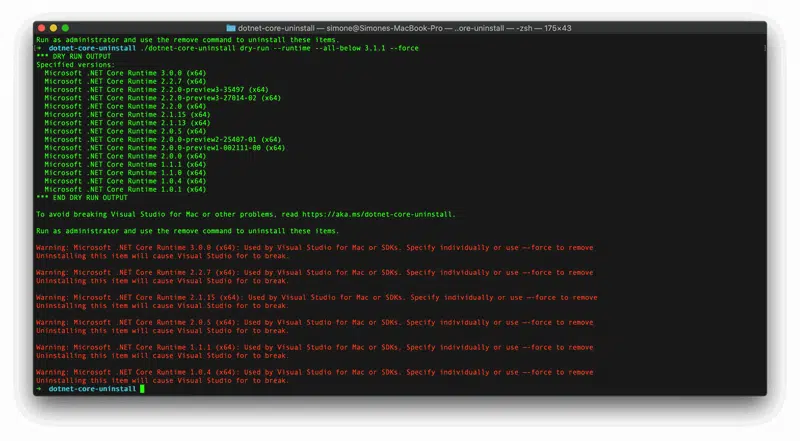 dotnet-core-uninstall — simone@Simones-MacBook-Pro — ..ore-uninstall — -zsh — 175×43
Run as administrator and use the remove command to uninstall these items.
→ dotnet-core-uninstall ./dotnet-core-uninstall dry-run --runtime --all-below 3.1.1 --force
*** DRY RUN OUTPUT
Specified versions:
Microsoft .NET Core Runtime 3.0.0 (x64)
Microsoft .NET Core Runtime 2.2.7 (x64)
Microsoft .NET Core Runtime 2.2.0-preview3-35497 (x64)
Microsoft .NET Core Runtime 2.2.0-preview3-27014-02 (x64)
Microsoft .NET Core Runtime 2.2.0 (x64)
Microsoft .NET Core Runtime 2.1.15 (x64)
Microsoft .NET Core Runtime 2.1.13 (x64)
Microsoft .NET Core Runtime 2.0.5 (x64)
Microsoft .NET Core Runtime 2.0.0-preview2-25407-01 (x64)
Microsoft .NET Core Runtime 2.0.0-preview1-002111-00 (x64)
Microsoft .NET Core Runtime 2.0.0 (x64)
Microsoft .NET Core Runtime 1.1.1 (x64)
Microsoft .NET Core Runtime 1.1.0 (x64)
Microsoft .NET Core Runtime 1.0.4 (x64)
Microsoft .NET Core Runtime 1.0.1 (x64)
*** END DRY RUN OUTPUT
To avoid breaking Visual Studio for Mac or other problems, read https://aka.ms/dotnet-core-uninstall.
Run as administrator and use the remove command to uninstall these items.
Warning: Microsoft .NET Core Runtime 3.0.0 (x64): Used by Visual Studio for Mac or SDKs. Specify individually or use —-force to remove
Uninstalling this item will cause Visual Studio for to break.
Warning: Microsoft .NET Core Runtime 2.2.7 (x64): Used by Visual Studio for Mac or SDKs. Specify individually or use —-force to remove
Uninstalling this item will cause Visual Studio for to break.
Warning: Microsoft .NET Core Runtime 2.1.15 (x64): Used by Visual Studio for Mac or SDKs. Specify individually or use —-force to remove
Uninstalling this item will cause Visual Studio for to break.
Warning: Microsoft .NET Core Runtime 2.0.5 (x64): Used by Visual Studio for Mac or SDKs. Specify individually or use —-force to remove
Uninstalling this item will cause Visual Studio for to break.
Warning: Microsoft .NET Core Runtime 1.1.1 (x64): Used by Visual Studio for Mac or SDKs. Specify individually or use —-force to remove
Uninstalling this item will cause Visual Studio for to break.
Warning: Microsoft .NET Core Runtime 1.0.4 (x64): Used by Visual Studio for Mac or SDKs. Specify individually or use —-force to remove
Uninstalling this item will cause Visual Studio for to break.
→ dotnet-core-uninstall